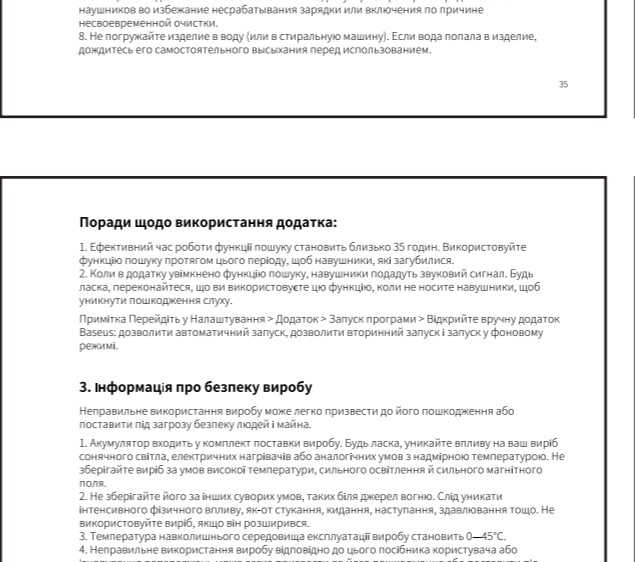 наушников во избежание несрабатывания зарядки или включения по причине
несвоевременной очистки.
8. Не погружайте изделие в воду (или в стиральную машину). Если вода попала в изделие,
дождитесь его самостоятельного высыхания перед использованием.
35
Поради щодо використання додатка:
1. Ефективний час роботи функції пошуку становить близько 35 годин. Використовуйте
функцію пошуку протягом цього періоду, щоб навушники, які загубилися.
2. Коли в додатку увімкнено функцію пошуку, навушники подадуть звуковий сигнал. Будь
ласка, переконайтеся, що ви використовуєте цю функцію, коли не носите навушники, щоб
уникнути пошкодження слуху.
Примітка Перейдіть у Налаштування > Додаток > Запуск програми > Відкрийте вручну додаток
Baseus: дозволити автоматичний запуск, дозволити вторинний запуск і запуск у фоновому
режимі.
3. Інформація про безпеку виробу
Неправильне використання виробу може легко призвести до його пошкодження або
поставити під загрозу безпеку людей і майна.
1. Акумулятор входить у комплект поставки виробу. Будь ласка, уникайте впливу на ваш виріб
сонячного світла, електричних нагрівачів або аналогічних умов з надмірною температурою. Не
зберігайте виріб за умов високої температури, сильного освітлення й сильного магнітного
поля.
2. Не зберігайте його за інших суворих умов, таких біля джерел вогню. Слід уникати
інтенсивного фізичного впливу, як-от стукання, кидання, наступання, здавлювання тощо. Не
використовуйте виріб, якщо він розширився.
3. Температура навколишнього середовища експлуатації виробу становить 0—45°C.
4. Неправильне використання виробу відповідно до цього посібника користувача або